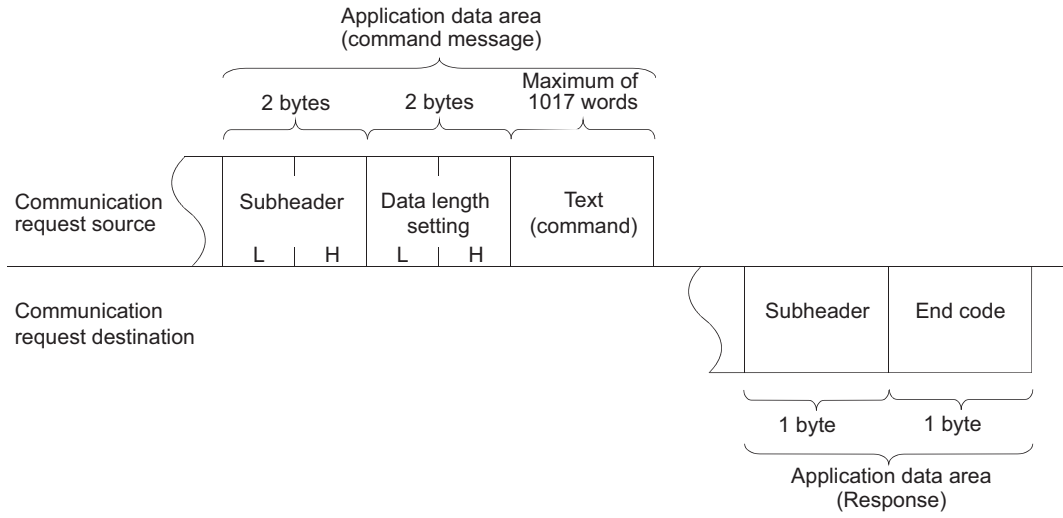 Application data area
(command message)
2 bytes
2 bytes
Maximum of
1017 words
Communication
request source
Subheader
L
H
Data length
setting
L
H
Text
(command)
Communication
request destination
Subheader
End code
1 byte
1 byte
Application data area
(Response)